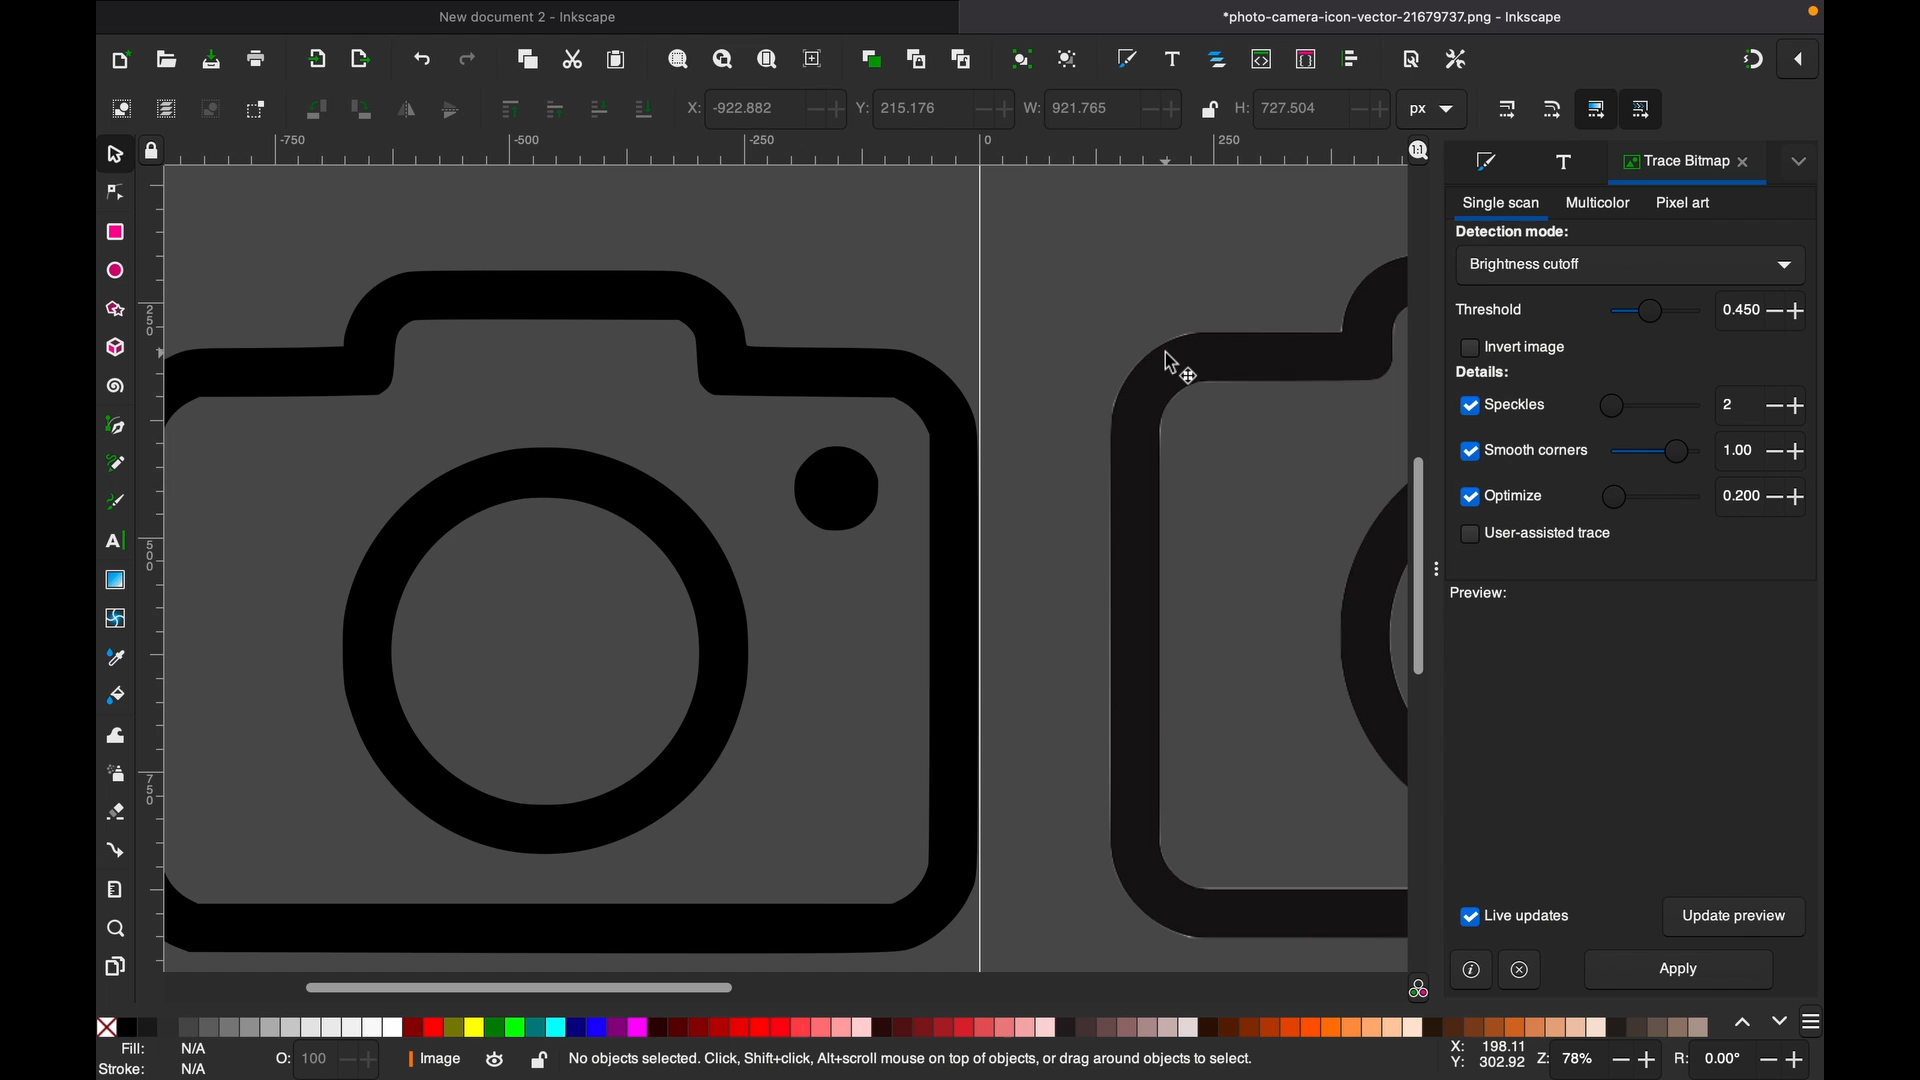 New document 2 - Inkscape
*photo-camera-icon-vector-21679737.png - Inkscape
X: -922.882
Y: 215.176
W: 921.765
H: 727.504
px
-750
-500
-250
0
250
1:1
Trace Bitmap
Single scan
Multicolor
Pixel art
Detection mode:
Brightness cutoff
Threshold
0.450
Invert image
Details:
Speckles
2
Smooth corners
1.00
Optimize
0.200
User-assisted trace
Preview:
250
500
750
Live updates
Update preview
Apply
Fill:
N/A
Stroke:
N/A
O: 100
Image
No objects selected. Click, Shift+click, Alt+scroll mouse on top of objects, or drag around objects to select.
X: 198.11
Y: 302.92
Z: 78%
R: 0.00°